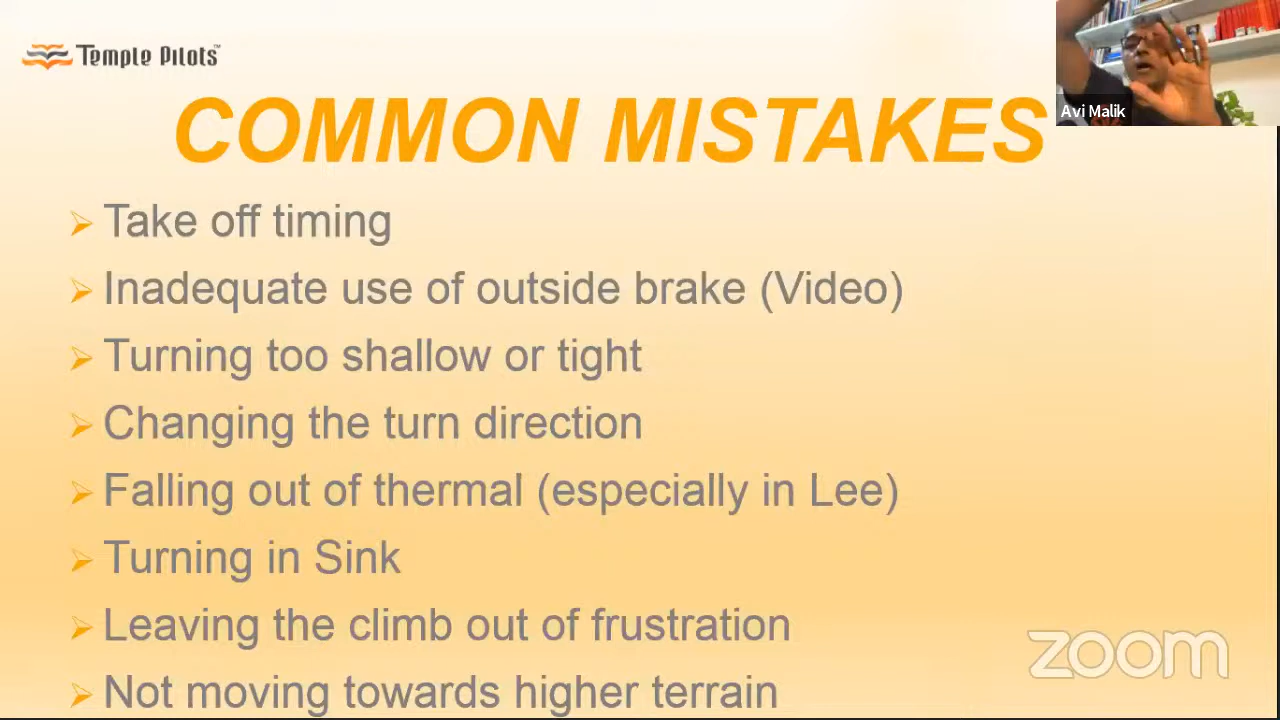 Temple Pilots™
Avi Malik
COMMON MISTAKES
Take off timing
Inadequate use of outside brake (Video)
Turning too shallow or tight
Changing the turn direction
Falling out of thermal (especially in Lee)
Turning in Sink
Leaving the climb out of frustration
Not moving towards higher terrain
zoom